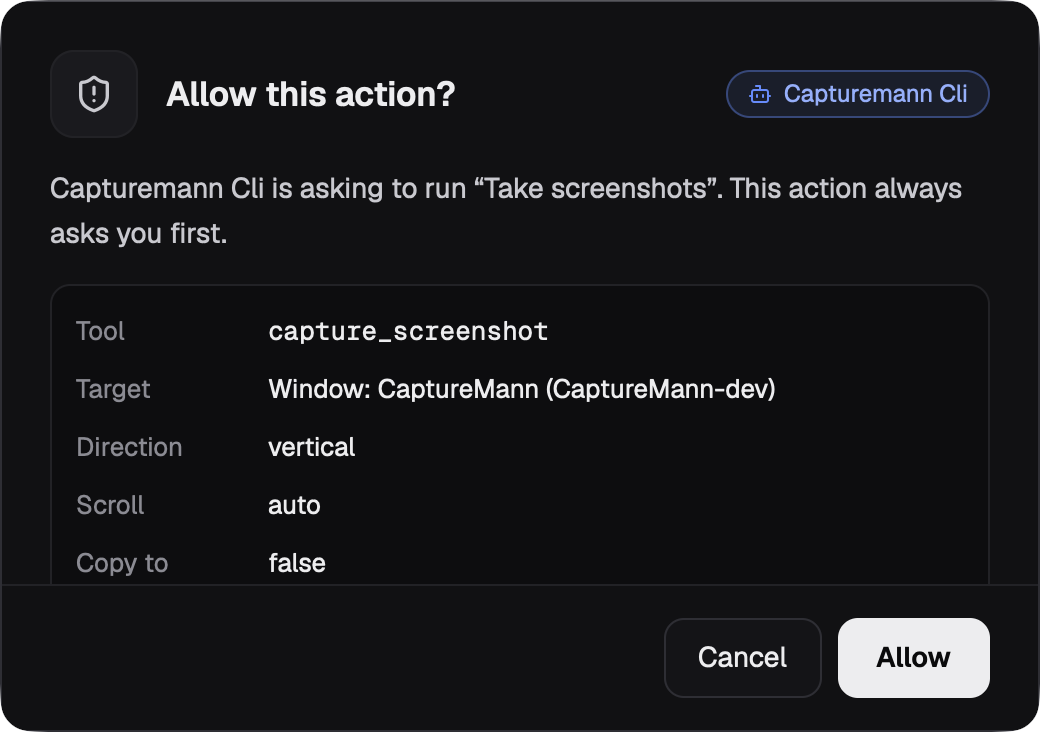 Allow this action?
Capturemann Cli
Capturemann Cli is asking to run “Take screenshots”. This action always
asks you first.
Tool capture_screenshot
Target Window: CaptureMann (CaptureMann-dev)
Direction vertical
Scroll auto
Copy to false
Cancel Allow